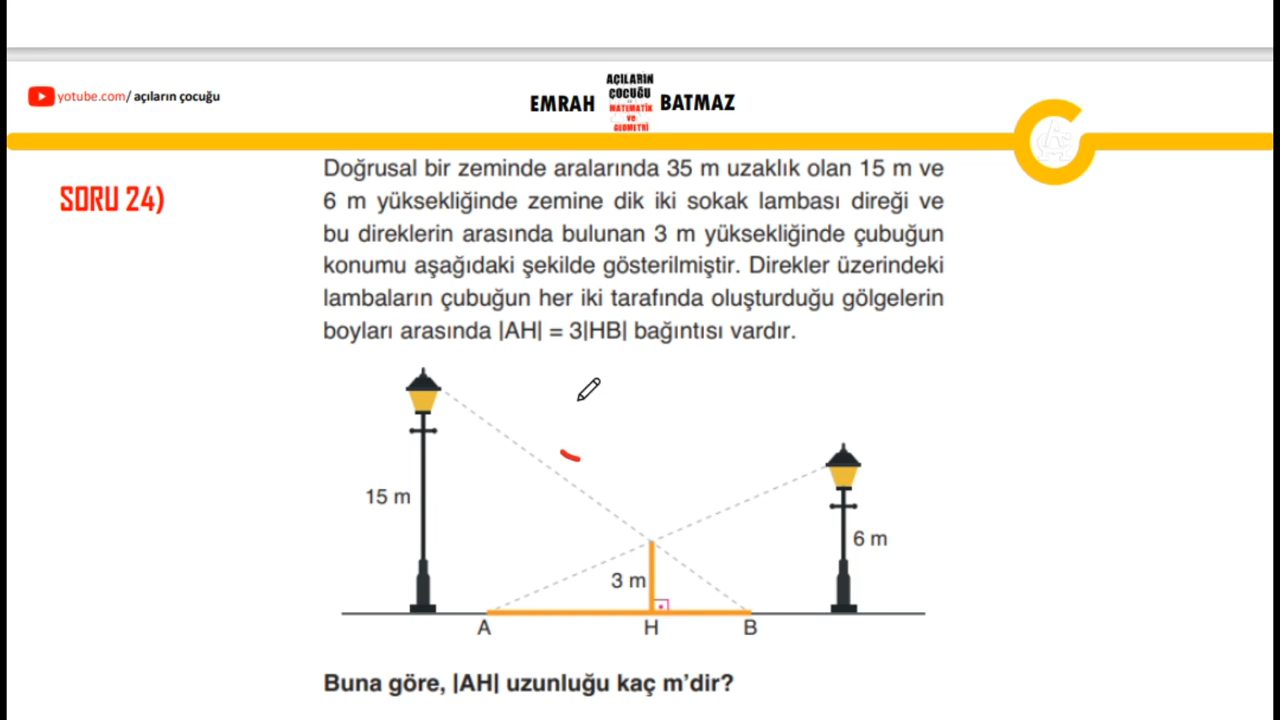 yotube.com/ açıların çocuğu
EMRAH
AÇILARIN
ÇOCUĞU
MATEMATİK
ve
GEOMETRİ
BATMAZ
SORU 24)
Doğrusal bir zeminde aralarında 35 m uzaklık olan 15 m ve
6 m yüksekliğinde zemine dik iki sokak lambası direği ve
bu direklerin arasında bulunan 3 m yüksekliğinde çubuğun
konumu aşağıdaki şekilde gösterilmiştir. Direkler üzerindeki
lambaların çubuğun her iki tarafında oluşturduğu gölgelerin
boyları arasında |AH| = 3|HB| bağıntısı vardır.
15 m
6 m
3 m
A
H
B
Buna göre, |AH| uzunluğu kaç m'dir?